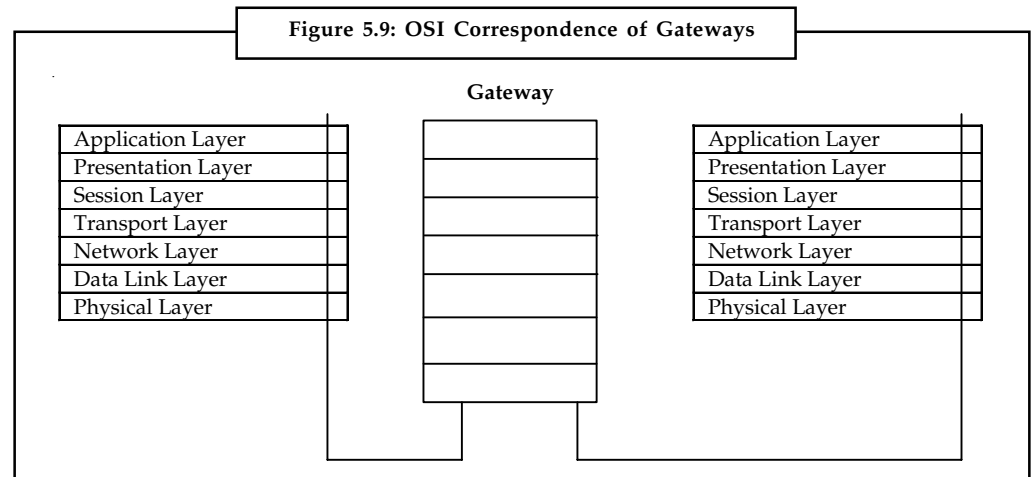 Figure 5.9: OSI Correspondence of Gateways
Gateway
Application Layer
Presentation Layer
Session Layer
Transport Layer
Network Layer
Data Link Layer
Physical Layer
Application Layer
Presentation Layer
Session Layer
Transport Layer
Network Layer
Data Link Layer
Physical Layer